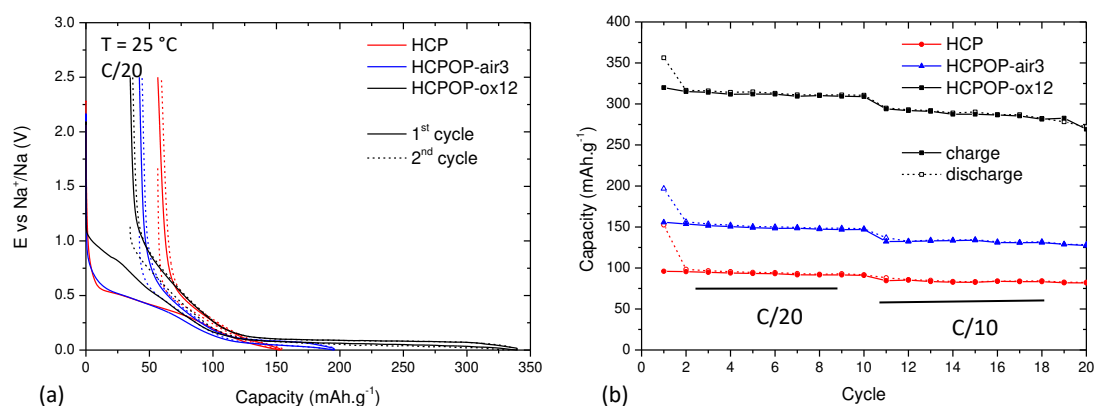 3.0
2.5
2.0
1.5
1.0
0.5
0.0
E vs Na⁺/Na (V)
T = 25 °C
C/20
HCP
HCPOP-air3
HCPOP-ox12
1ˢᵗ cycle
2ⁿᵈ cycle
0 50 100 150 200 250 300 350
Capacity (mAh.g⁻¹)
(a)
400
350
300
250
200
150
100
50
0
Capacity (mAh.g⁻¹)
HCP
HCPOP-air3
HCPOP-ox12
charge
discharge
C/20
C/10
0 2 4 6 8 10 12 14 16 18 20
Cycle
(b)